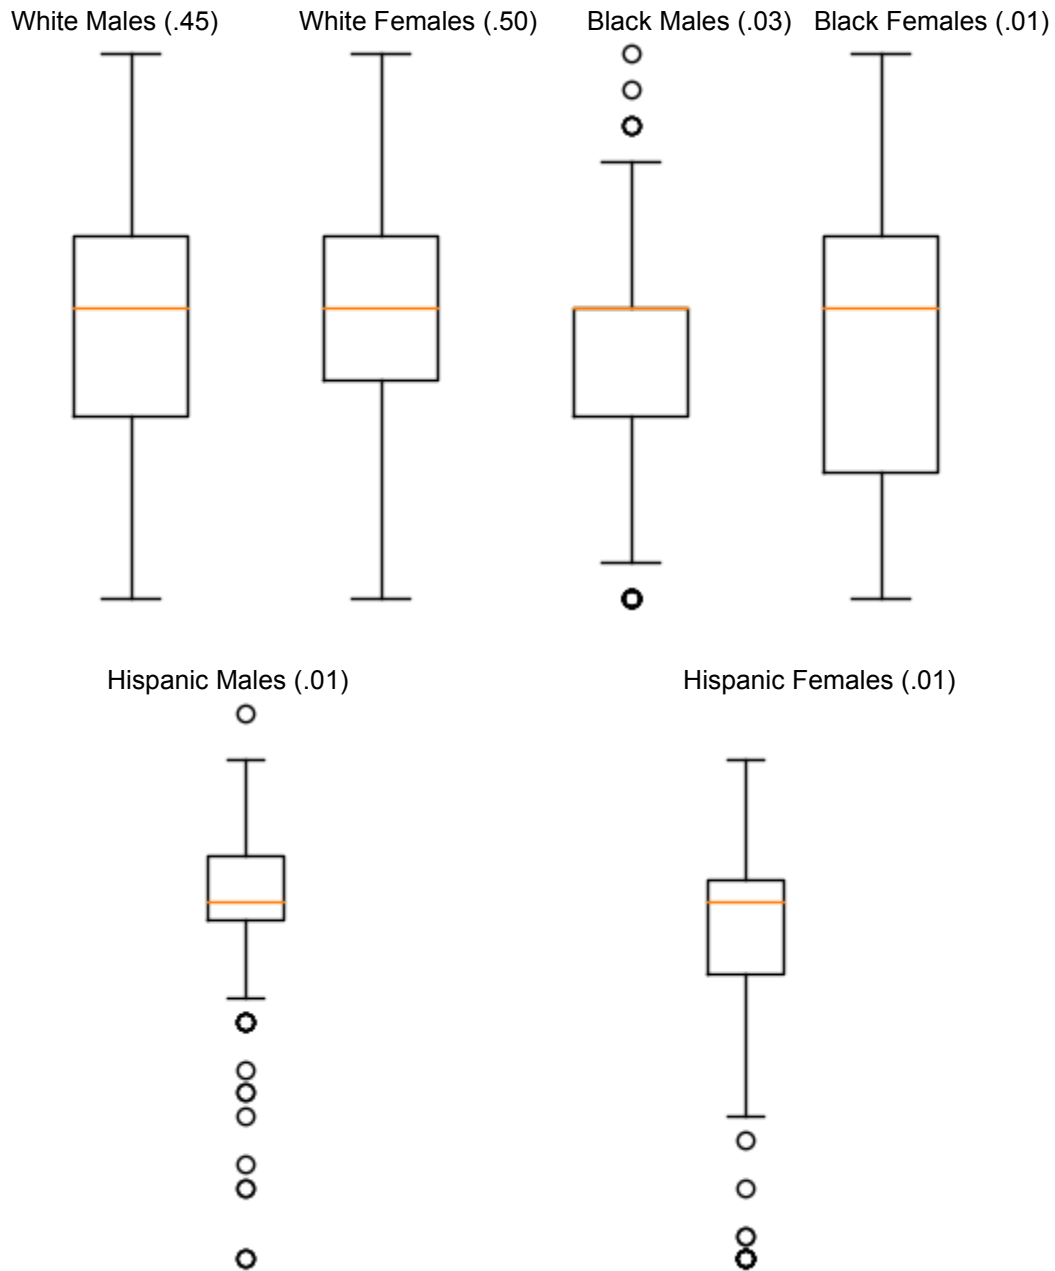 White Males (.45) White Females (.50) Black Males (.03) Black Females (.01)
Hispanic Males (.01) Hispanic Females (.01)